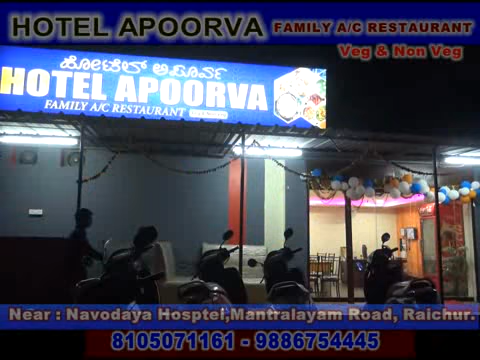 HOTEL APOORVA FAMILY A/C RESTAURANT
Veg & Non Veg
ಹೋಟೆಲ್ ಅಪೂರ್ವ
HOTEL APOORVA
FAMILY A/C RESTAURANT
Near : Navodaya Hosptel,Mantralayam Road, Raichur.
8105071161 - 9886754445